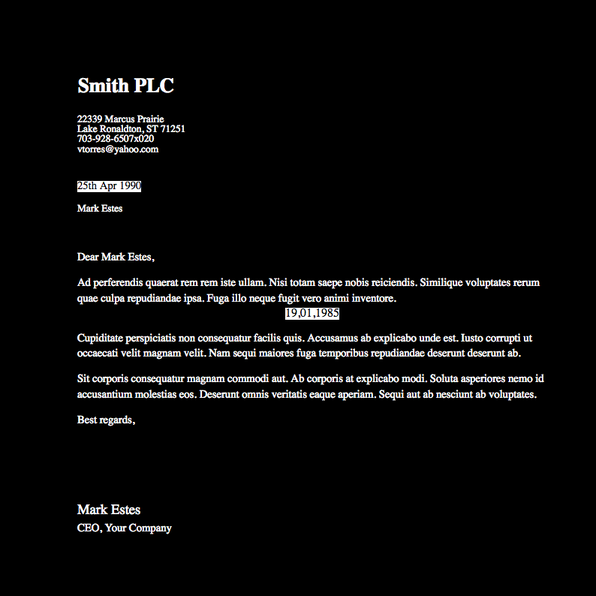 Smith PLC
22339 Marcus Prairie
Lake Ronaldton, ST 71251
703-928-6507x020
vtorres@yahoo.com
25th Apr 1990
Mark Estes
Dear Mark Estes,
Ad perferendis quaerat rem rem iste ullam. Nisi totam saepe nobis reiciendis. Similique voluptates rerum
quae culpa repudiandae ipsa. Fuga illo neque fugit vero animi inventore.
19,01,1985
Cupiditate perspiciatis non consequatur facilis quis. Accusamus ab explicabo unde est. Iusto corrupti ut
occaecati velit magnam velit. Nam sequi maiores fuga temporibus repudiandae deserunt deserunt ab.
Sit corporis consequatur magnam commodi aut. Ab corporis at explicabo modi. Soluta asperiores nemo id
accusantium molestias eos. Deserunt omnis veritatis eaque aperiam. Sequi aut ab nesciunt ab voluptates.
Best regards,
Mark Estes
CEO, Your Company